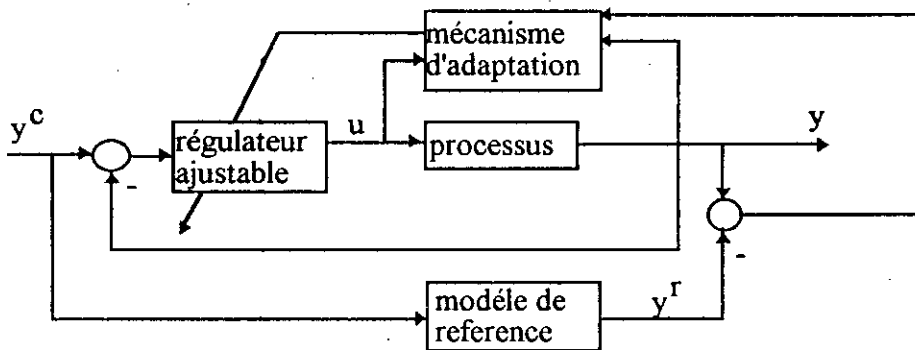 mécanisme
d'adaptation
y^c
régulateur
ajustable
u
processus
y
-
-
modéle de
reference
y^r